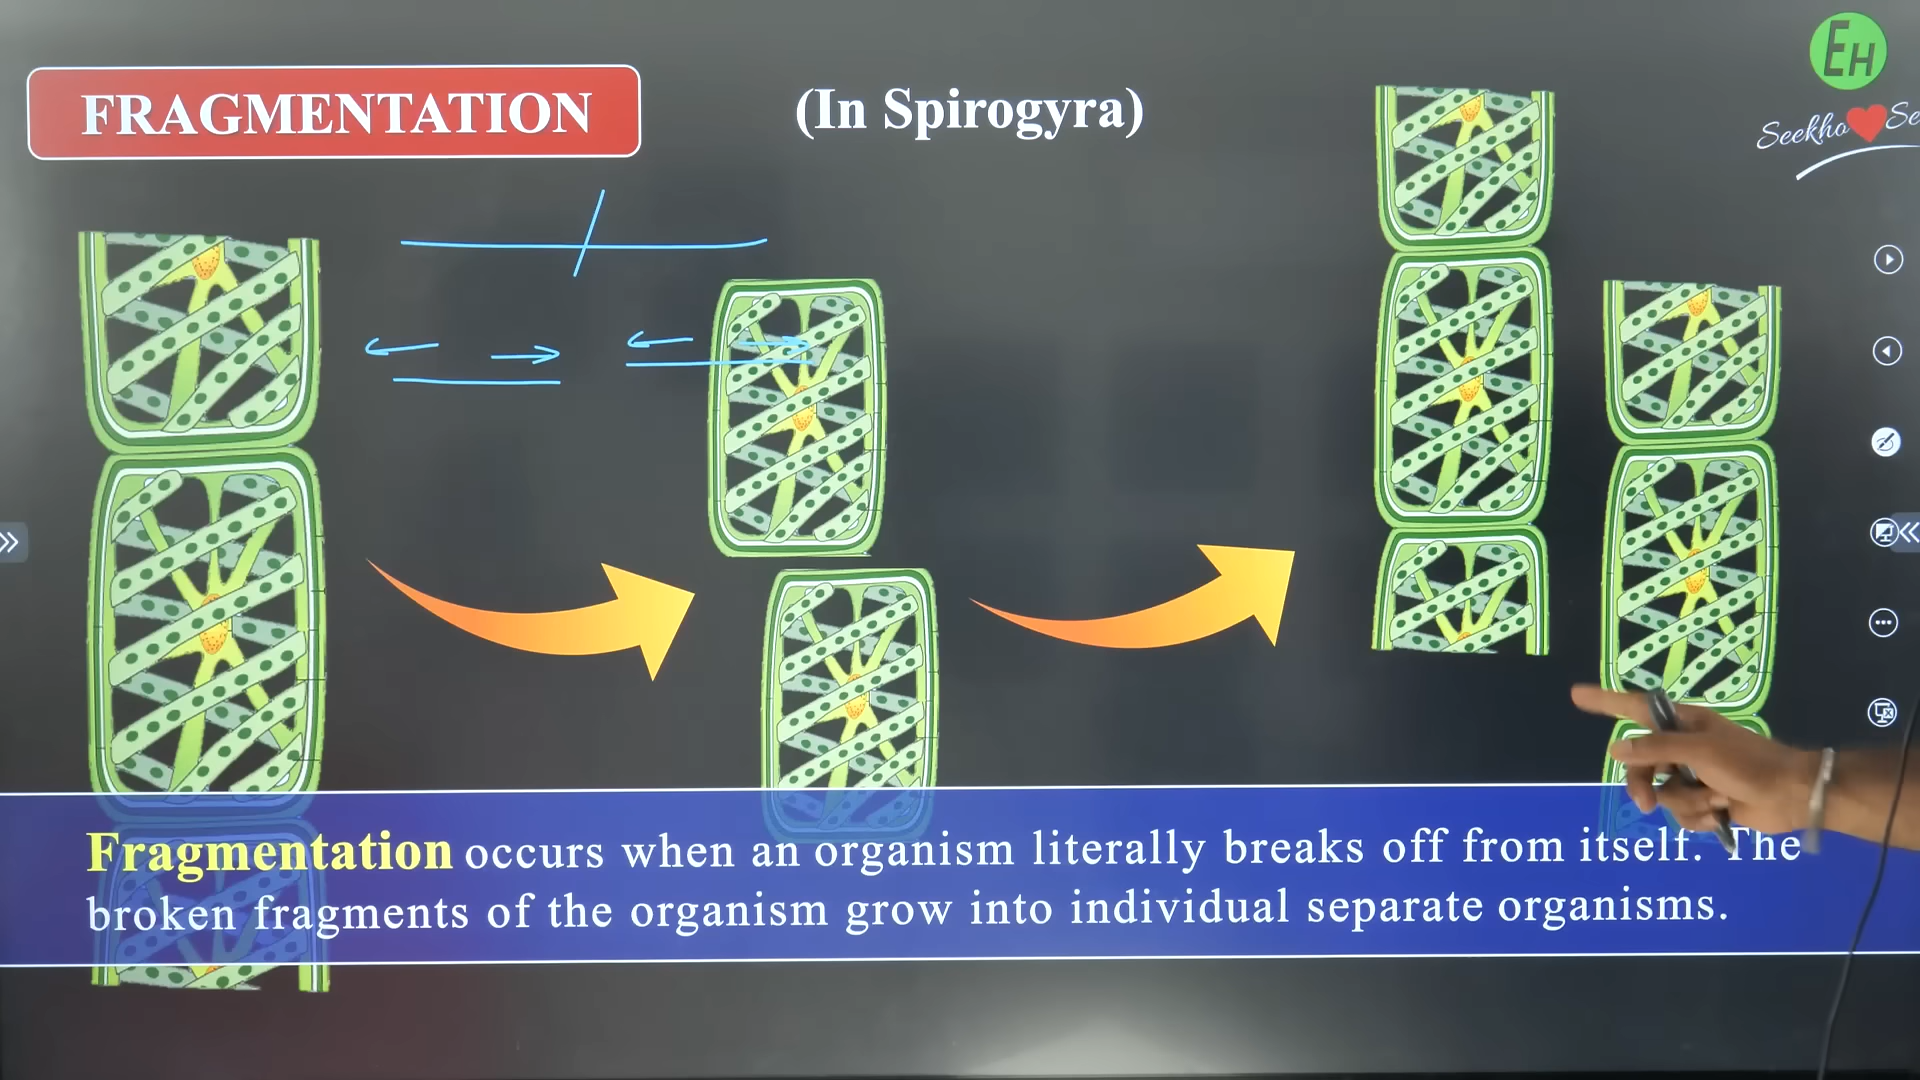 EH
FRAGMENTATION
(In Spirogyra)
Seekho Se
Fragmentation occurs when an organism literally breaks off from itself. The
broken fragments of the organism grow into individual separate organisms.